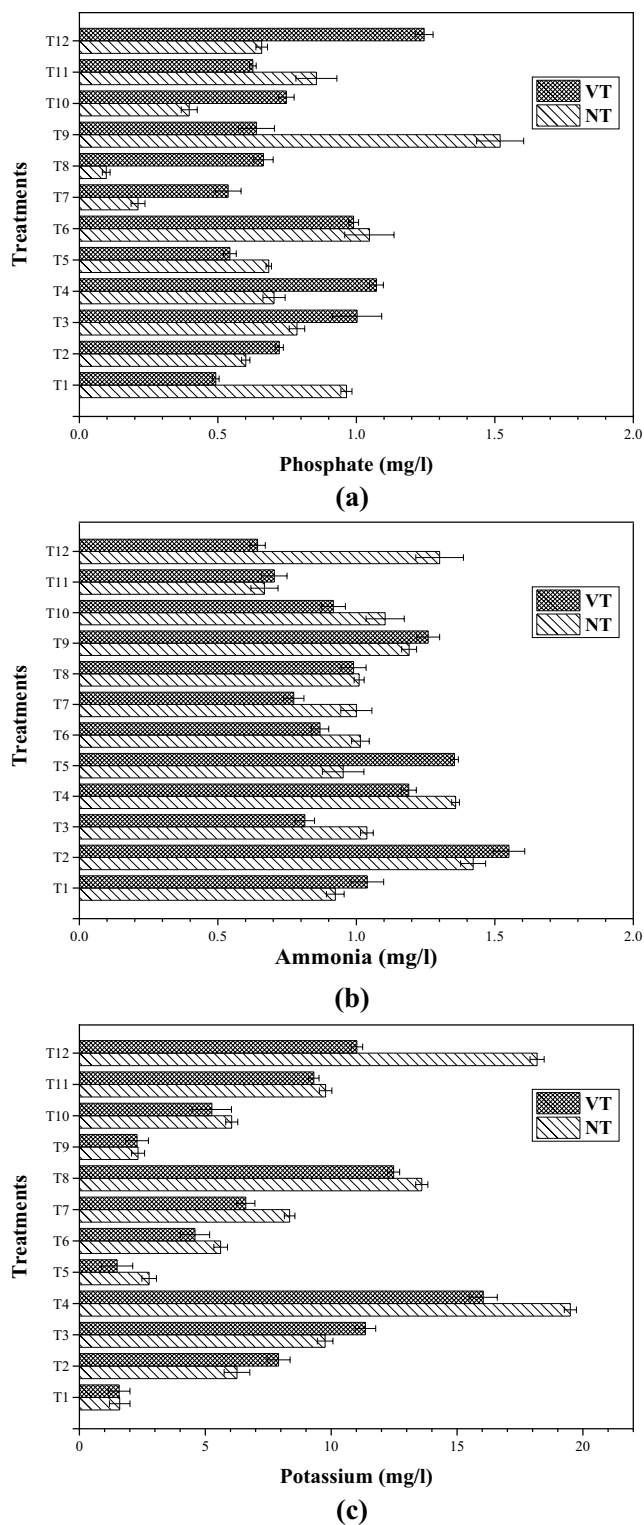 T12
T11
T10
T9
T8
T7
T6
T5
T4
T3
T2
T1
Treatments
VT
NT
0.0 0.5 1.0 1.5 2.0
Phosphate (mg/l)
(a)
T12
T11
T10
T9
T8
T7
T6
T5
T4
T3
T2
T1
Treatments
VT
NT
0.0 0.5 1.0 1.5 2.0
Ammonia (mg/l)
(b)
T12
T11
T10
T9
T8
T7
T6
T5
T4
T3
T2
T1
Treatments
VT
NT
0 5 10 15 20
Potassium (mg/l)
(c)